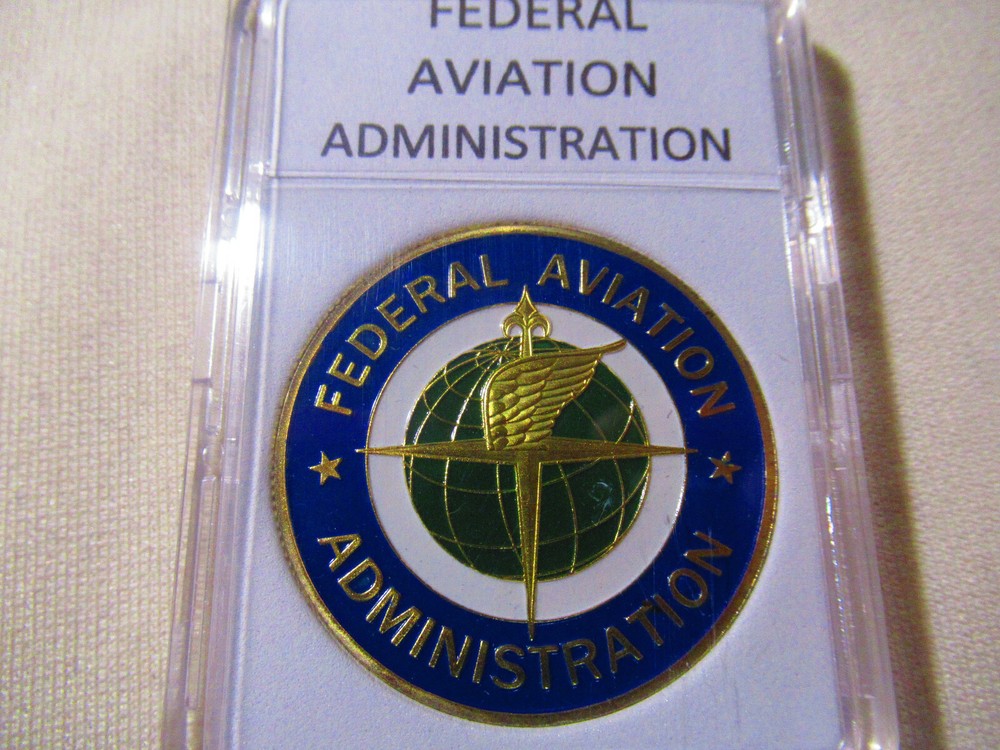 FEDERAL
AVIATION
ADMINISTRATION
FEDERAL AVIATION
ADMINISTRATION